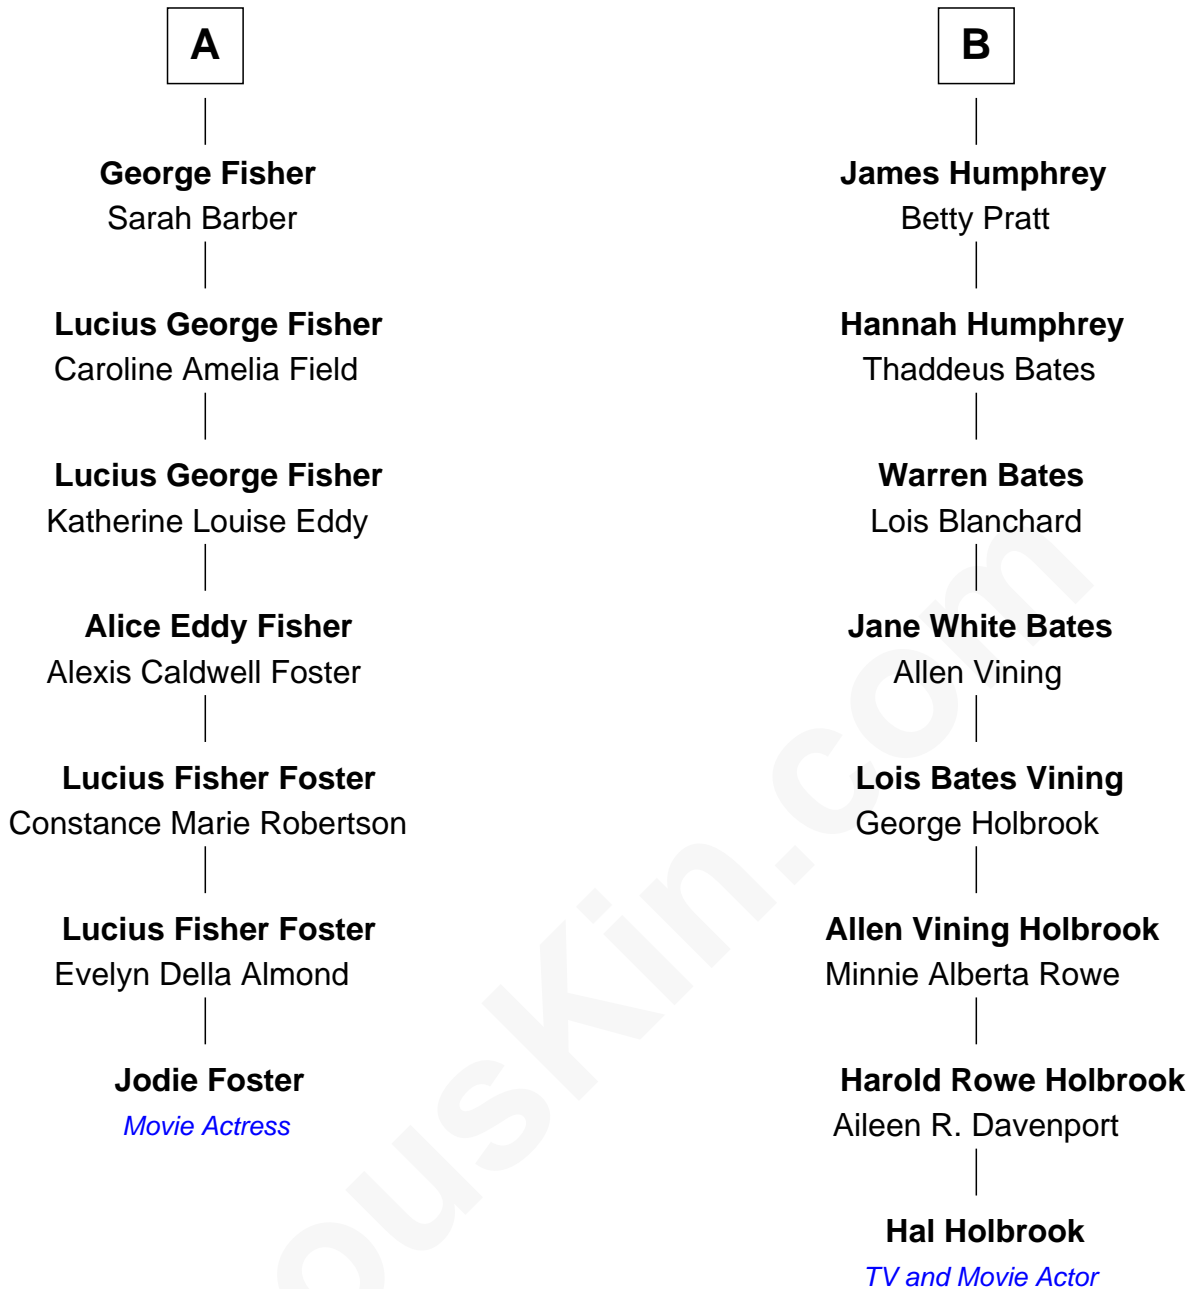 A
George Fisher
Sarah Barber
Lucius George Fisher
Caroline Amelia Field
Lucius George Fisher
Katherine Louise Eddy
Alice Eddy Fisher
Alexis Caldwell Foster
Lucius Fisher Foster
Constance Marie Robertson
Lucius Fisher Foster
Evelyn Della Almond
Jodie Foster
Movie Actress
B
James Humphrey
Betty Pratt
Hannah Humphrey
Thaddeus Bates
Warren Bates
Lois Blanchard
Jane White Bates
Allen Vining
Lois Bates Vining
George Holbrook
Allen Vining Holbrook
Minnie Alberta Rowe
Harold Rowe Holbrook
Aileen R. Davenport
Hal Holbrook
TV and Movie Actor
ousKin.com